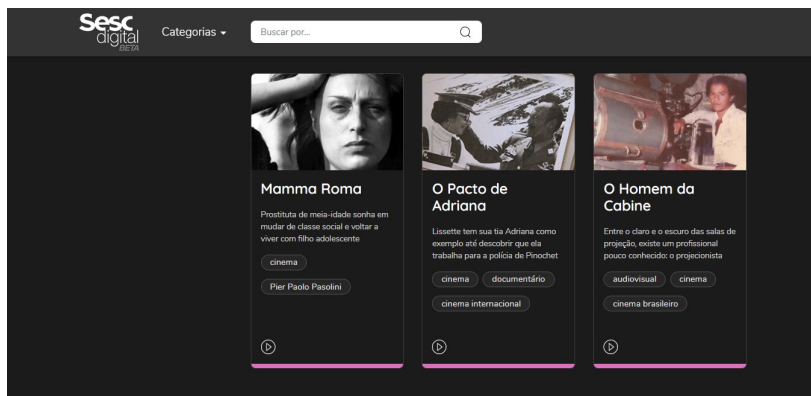 Sesc
digital
BETA
Categorias
Buscar por...
Mamma Roma
Prostituta de meia-idade sonha em
mudar de classe social e voltar a
viver com filho adolescente
cinema
Pier Paolo Pasolini
O Pacto de
Adriana
Lissette tem sua tia Adriana como
exemplo até descobrir que ela
trabalha para a polícia de Pinochet
cinema
documentário
cinema internacional
O Homem da
Cabine
Entre o claro e o escuro das salas de
projeção, existe um profissional
pouco conhecido: o projecionista
audiovisual
cinema
cinema brasileiro